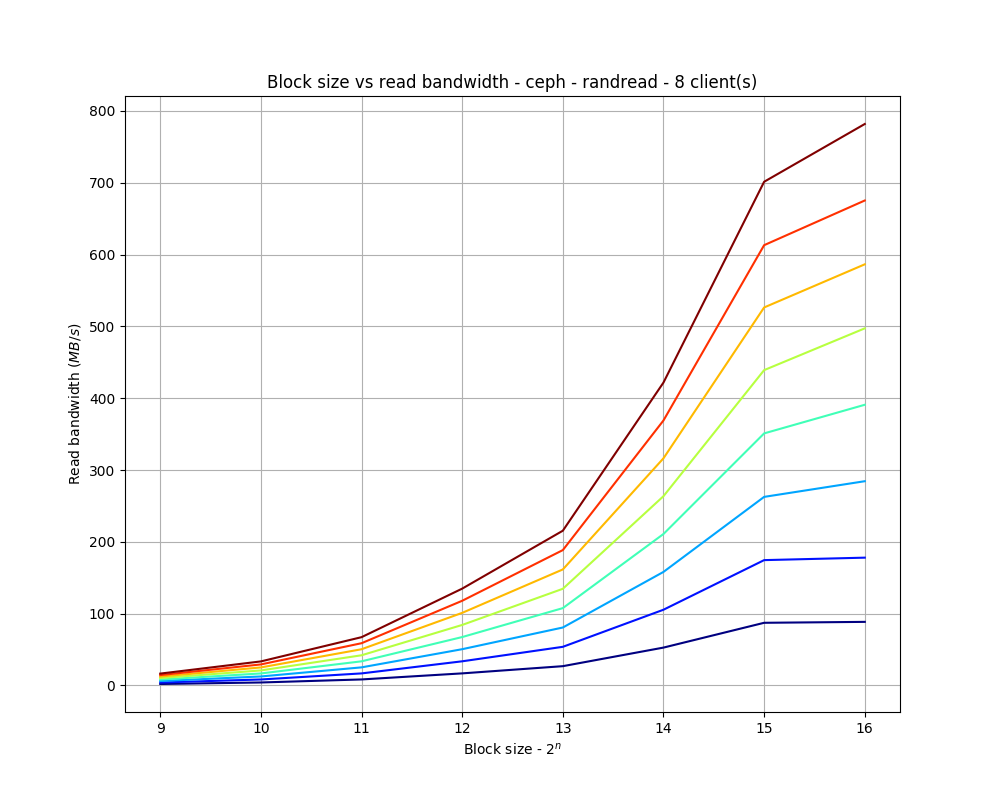 Block size vs read bandwidth - ceph - randread - 8 client(s)
800
700
600
500
400
300
200
100
0
Read bandwidth (MB/s)
9 10 11 12 13 14 15 16
Block size - 2^n